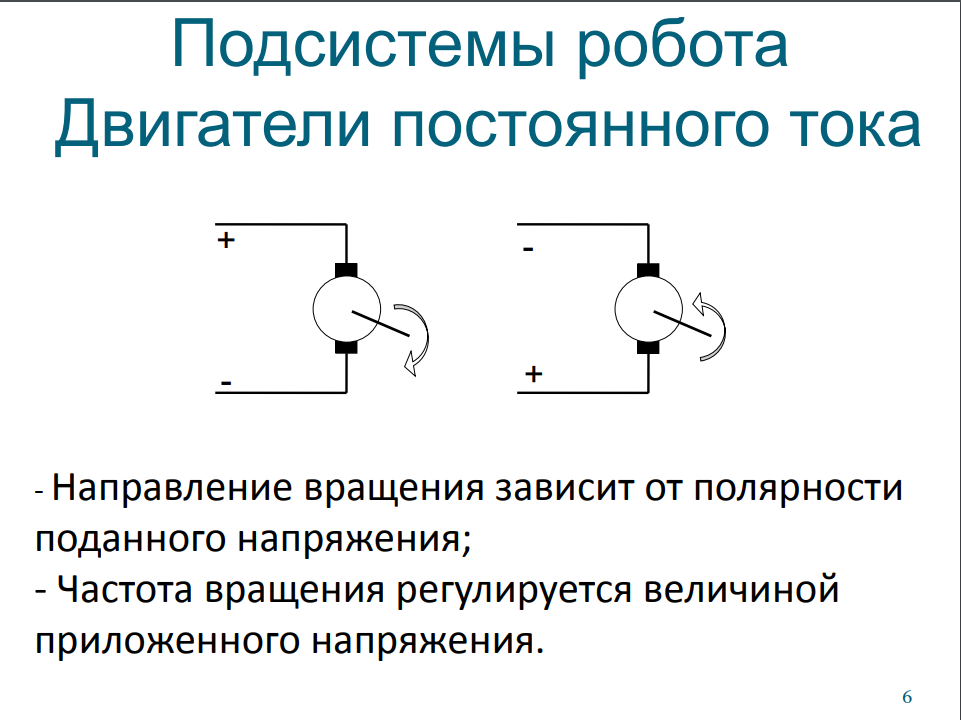 Подсистемы робота
Двигатели постоянного тока
+
-
-
+
- Направление вращения зависит от полярности
поданного напряжения;
- Частота вращения регулируется величиной
приложенного напряжения.
6